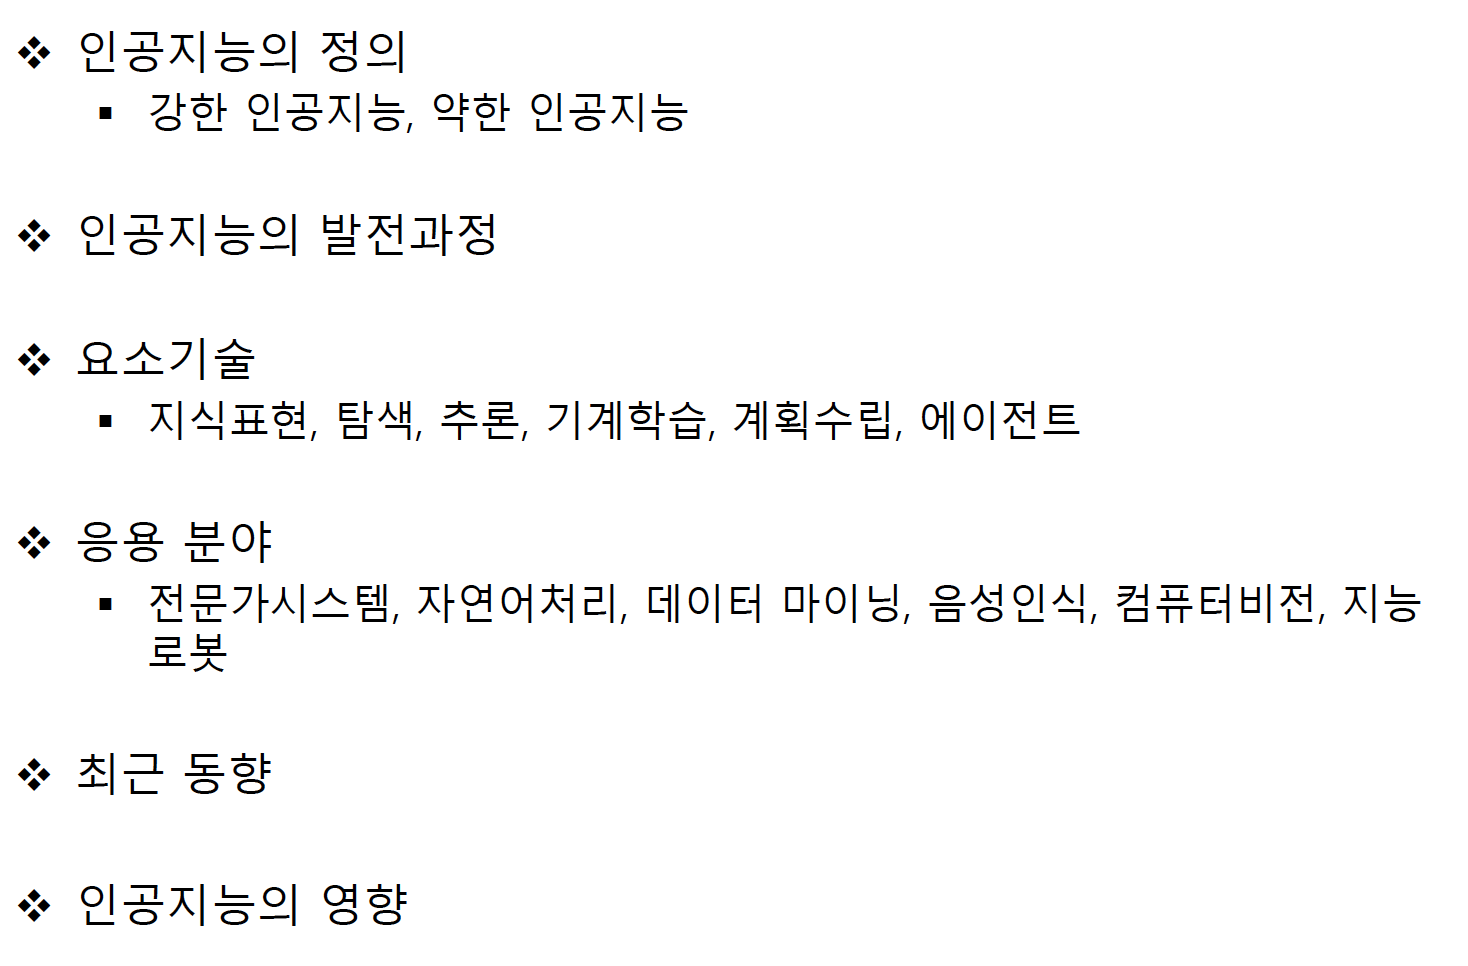 ❖ 인공지능의 정의
▪ 강한 인공지능, 약한 인공지능
❖ 인공지능의 발전과정
❖ 요소기술
▪ 지식표현, 탐색, 추론, 기계학습, 계획수립, 에이전트
❖ 응용 분야
▪ 전문가시스템, 자연어처리, 데이터 마이닝, 음성인식, 컴퓨터비전, 지능
로봇
❖ 최근 동향
❖ 인공지능의 영향